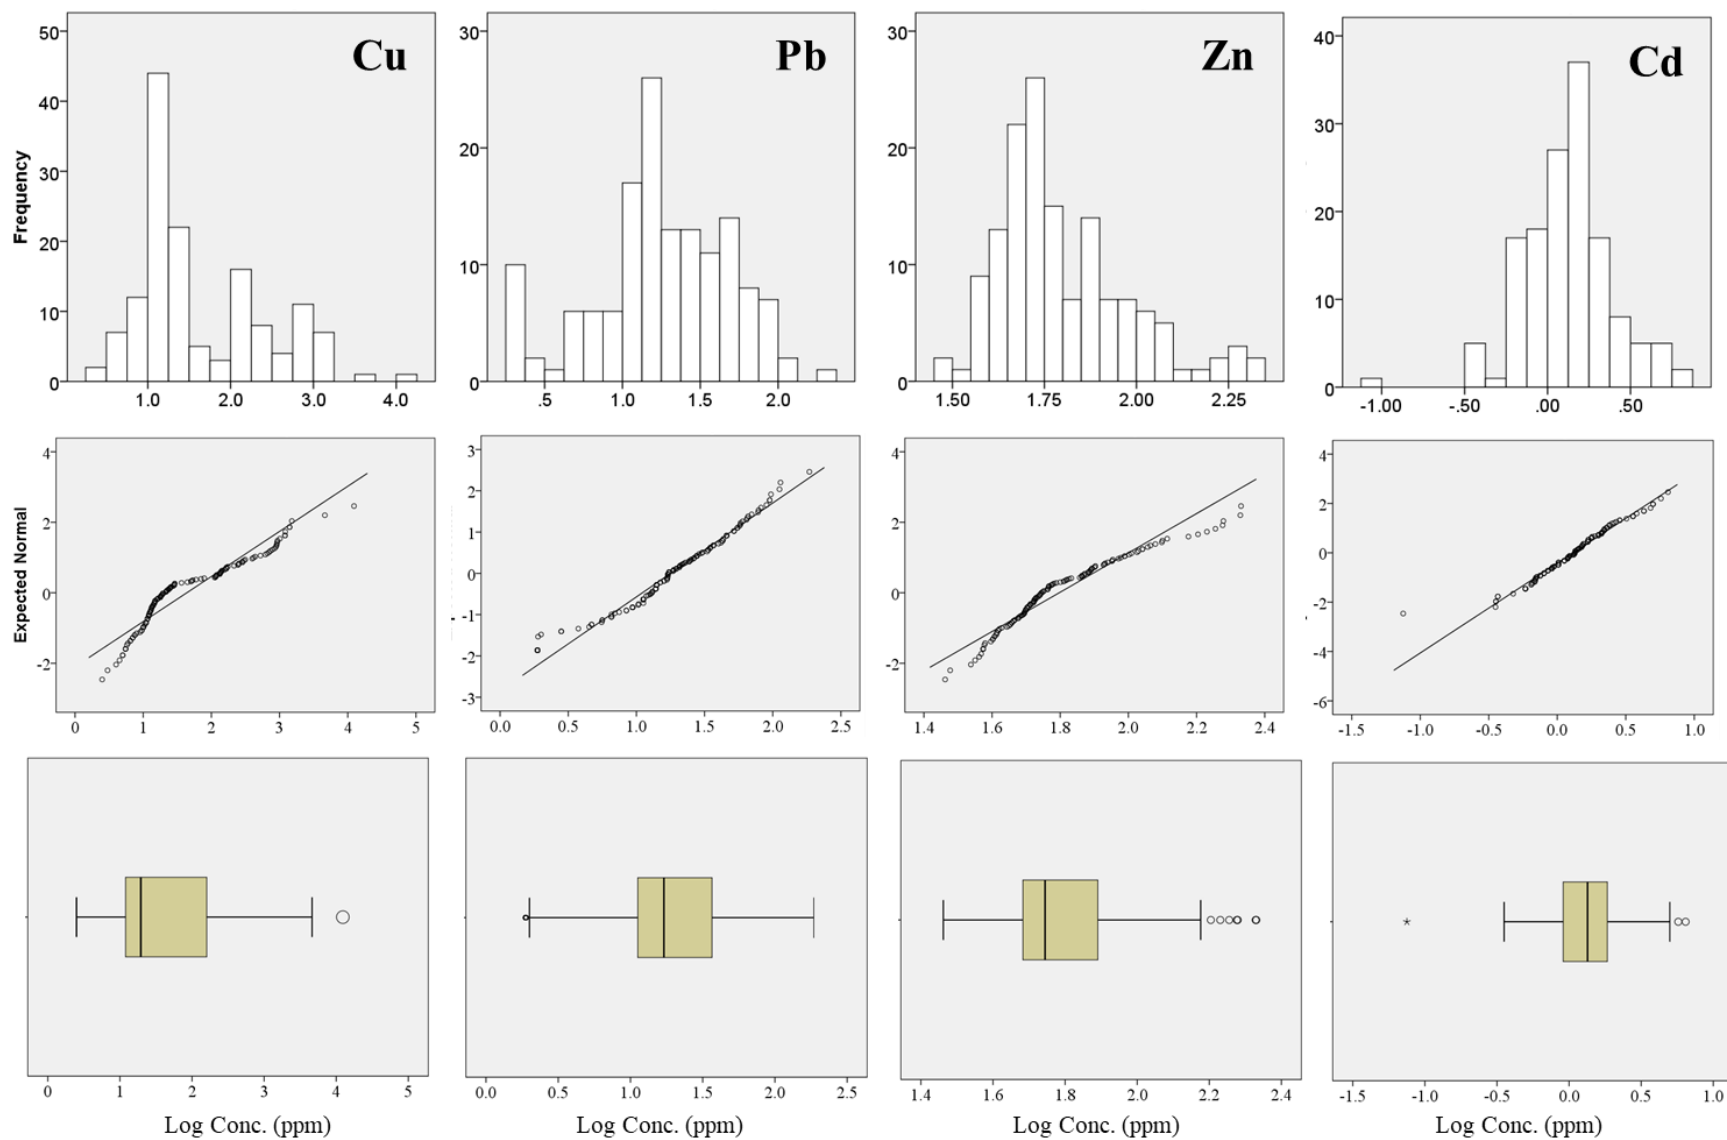 Cu
Pb
Zn
Cd
Frequency
50
40
30
20
10
0
1.0 2.0 3.0 4.0
30
20
10
0
.5 1.0 1.5 2.0
30
20
10
0
1.50 1.75 2.00 2.25
40
30
20
10
0
-1.00 -.50 .00 .50
Expected Normal
4
2
0
-2
0 1 2 3 4 5
3
2
1
0
-1
-2
-3
0.0 0.5 1.0 1.5 2.0 2.5
4
2
0
-2
1.4 1.6 1.8 2.0 2.2 2.4
4
2
0
-2
-4
-6
-1.5 -1.0 -0.5 0.0 0.5 1.0
0 1 2 3 4 5
Log Conc. (ppm)
0.0 0.5 1.0 1.5 2.0 2.5
Log Conc. (ppm)
1.4 1.6 1.8 2.0 2.2 2.4
Log Conc. (ppm)
-1.5 -1.0 -0.5 0.0 0.5 1.0
Log Conc. (ppm)